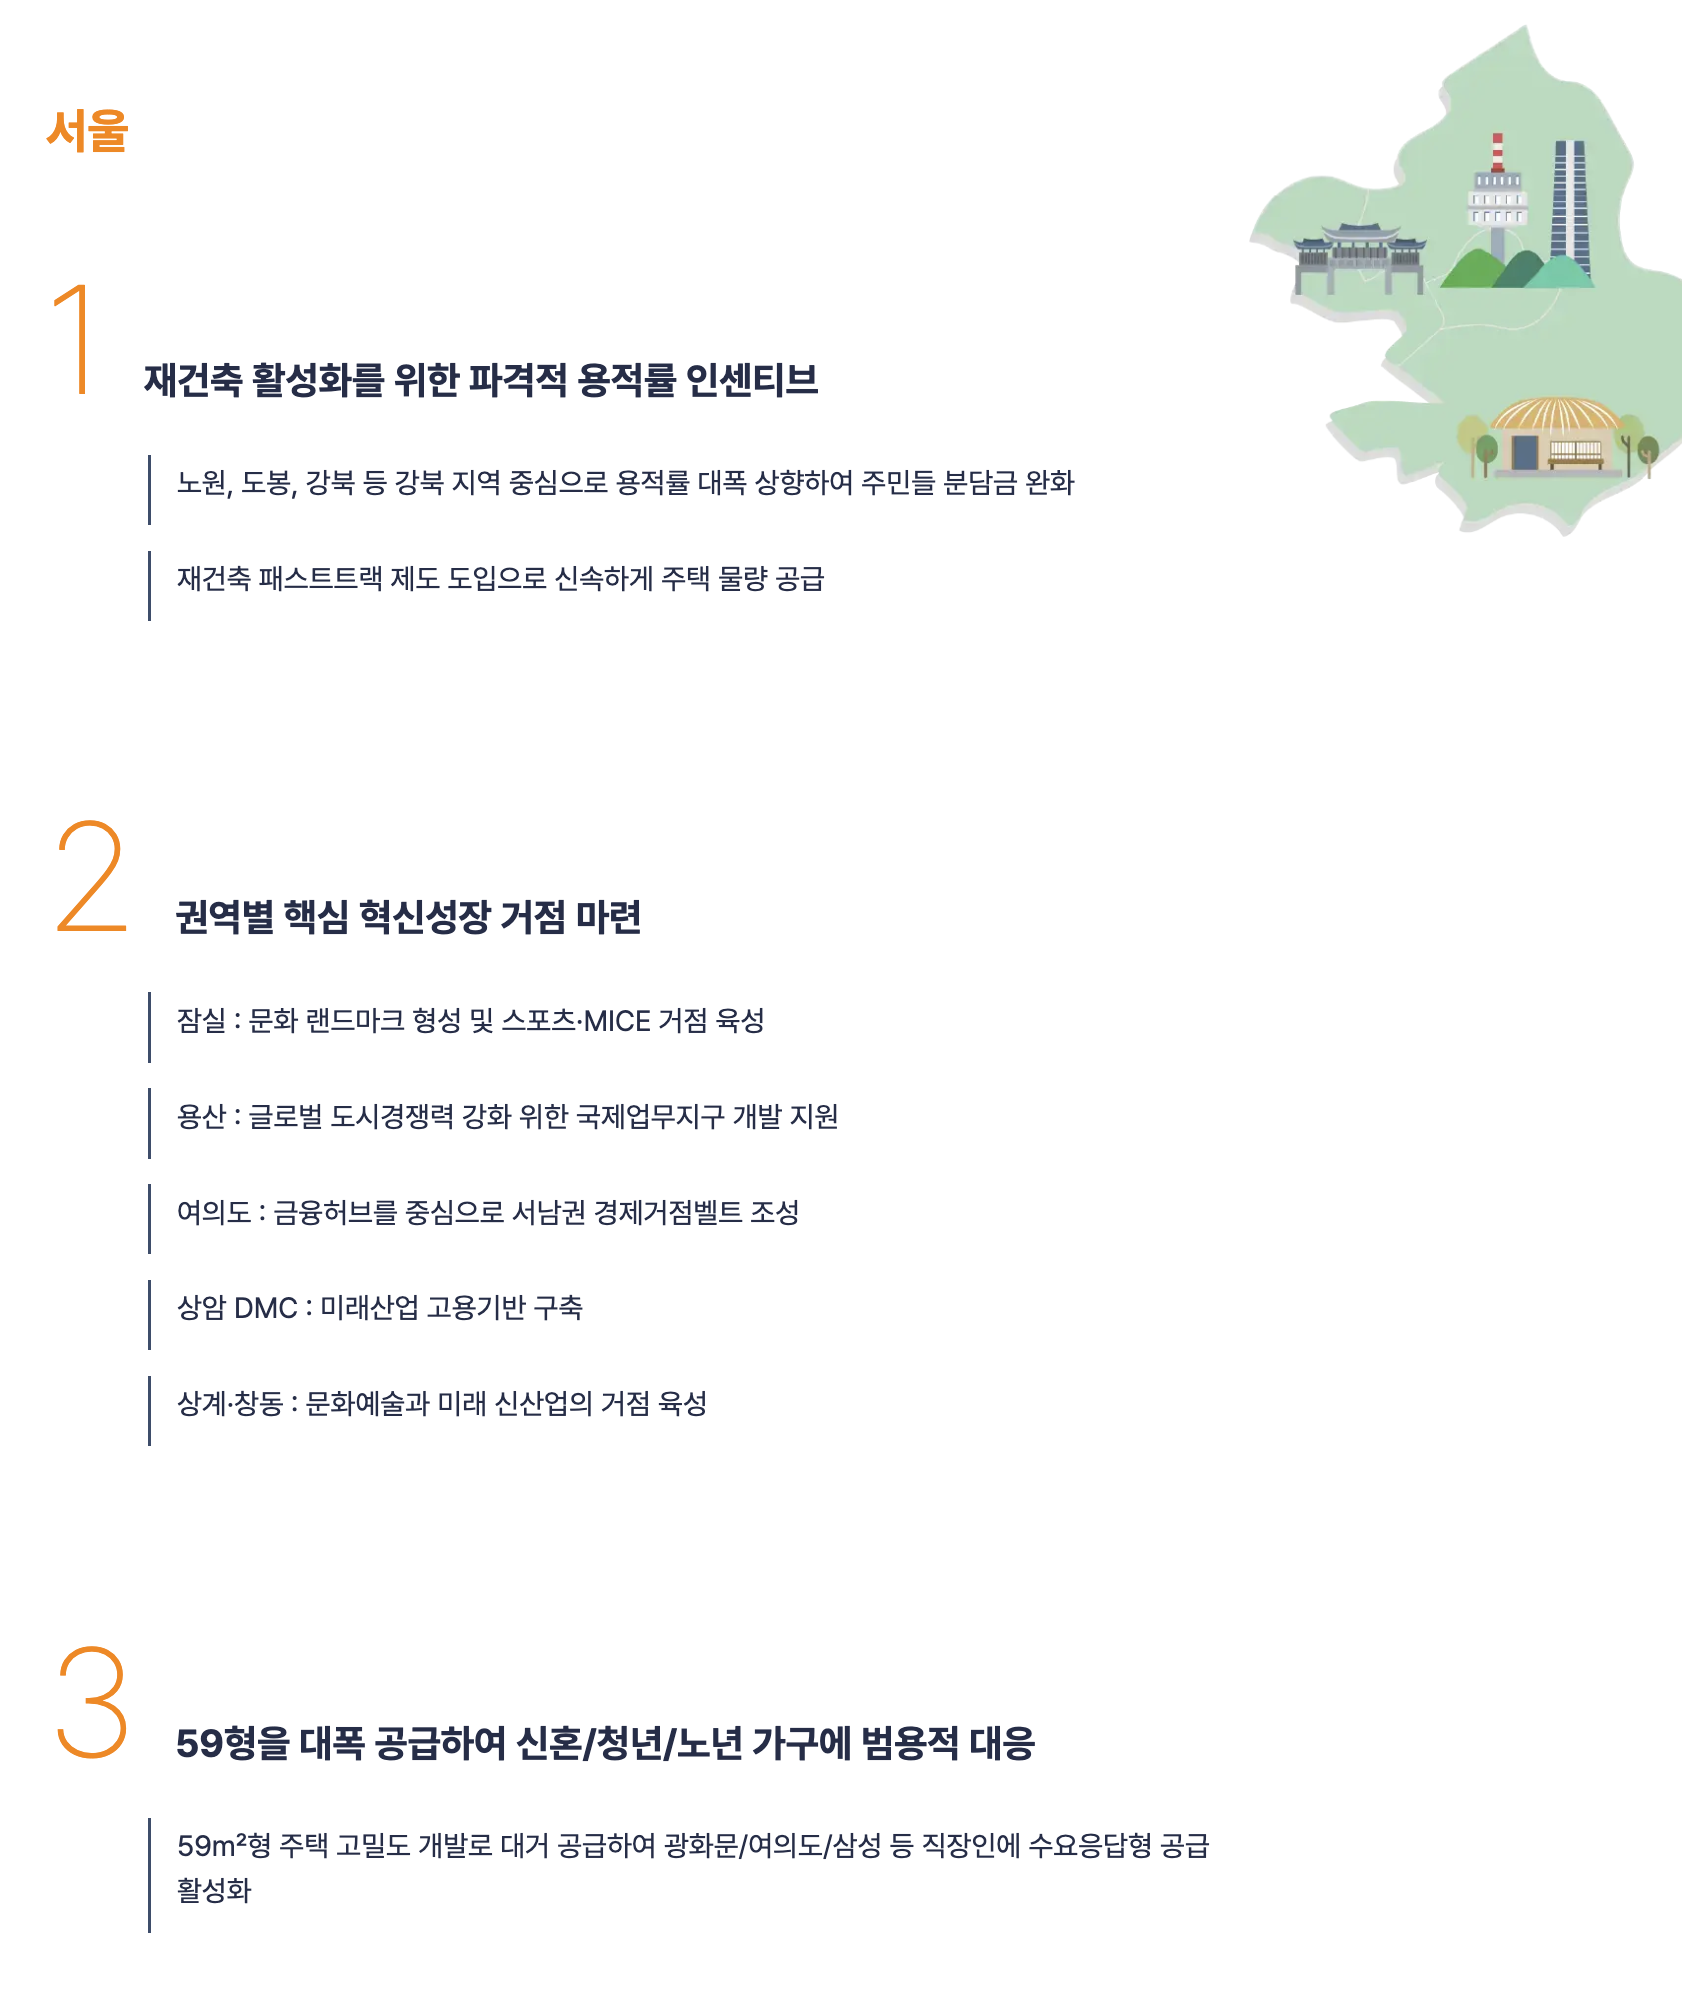 서울
1
재건축 활성화를 위한 파격적 용적률 인센티브
노원, 도봉, 강북 등 강북 지역 중심으로 용적률 대폭 상향하여 주민들 분담금 완화
재건축 패스트트랙 제도 도입으로 신속하게 주택 물량 공급
2
권역별 핵심 혁신성장 거점 마련
잠실 : 문화 랜드마크 형성 및 스포츠·MICE 거점 육성
용산 : 글로벌 도시경쟁력 강화 위한 국제업무지구 개발 지원
여의도 : 금융허브를 중심으로 서남권 경제거점벨트 조성
상암 DMC : 미래산업 고용기반 구축
상계·창동 : 문화예술과 미래 신산업의 거점 육성
3
59형을 대폭 공급하여 신혼/청년/노년 가구에 범용적 대응
59m²형 주택 고밀도 개발로 대거 공급하여 광화문/여의도/삼성 등 직장인에 수요응답형 공급
활성화